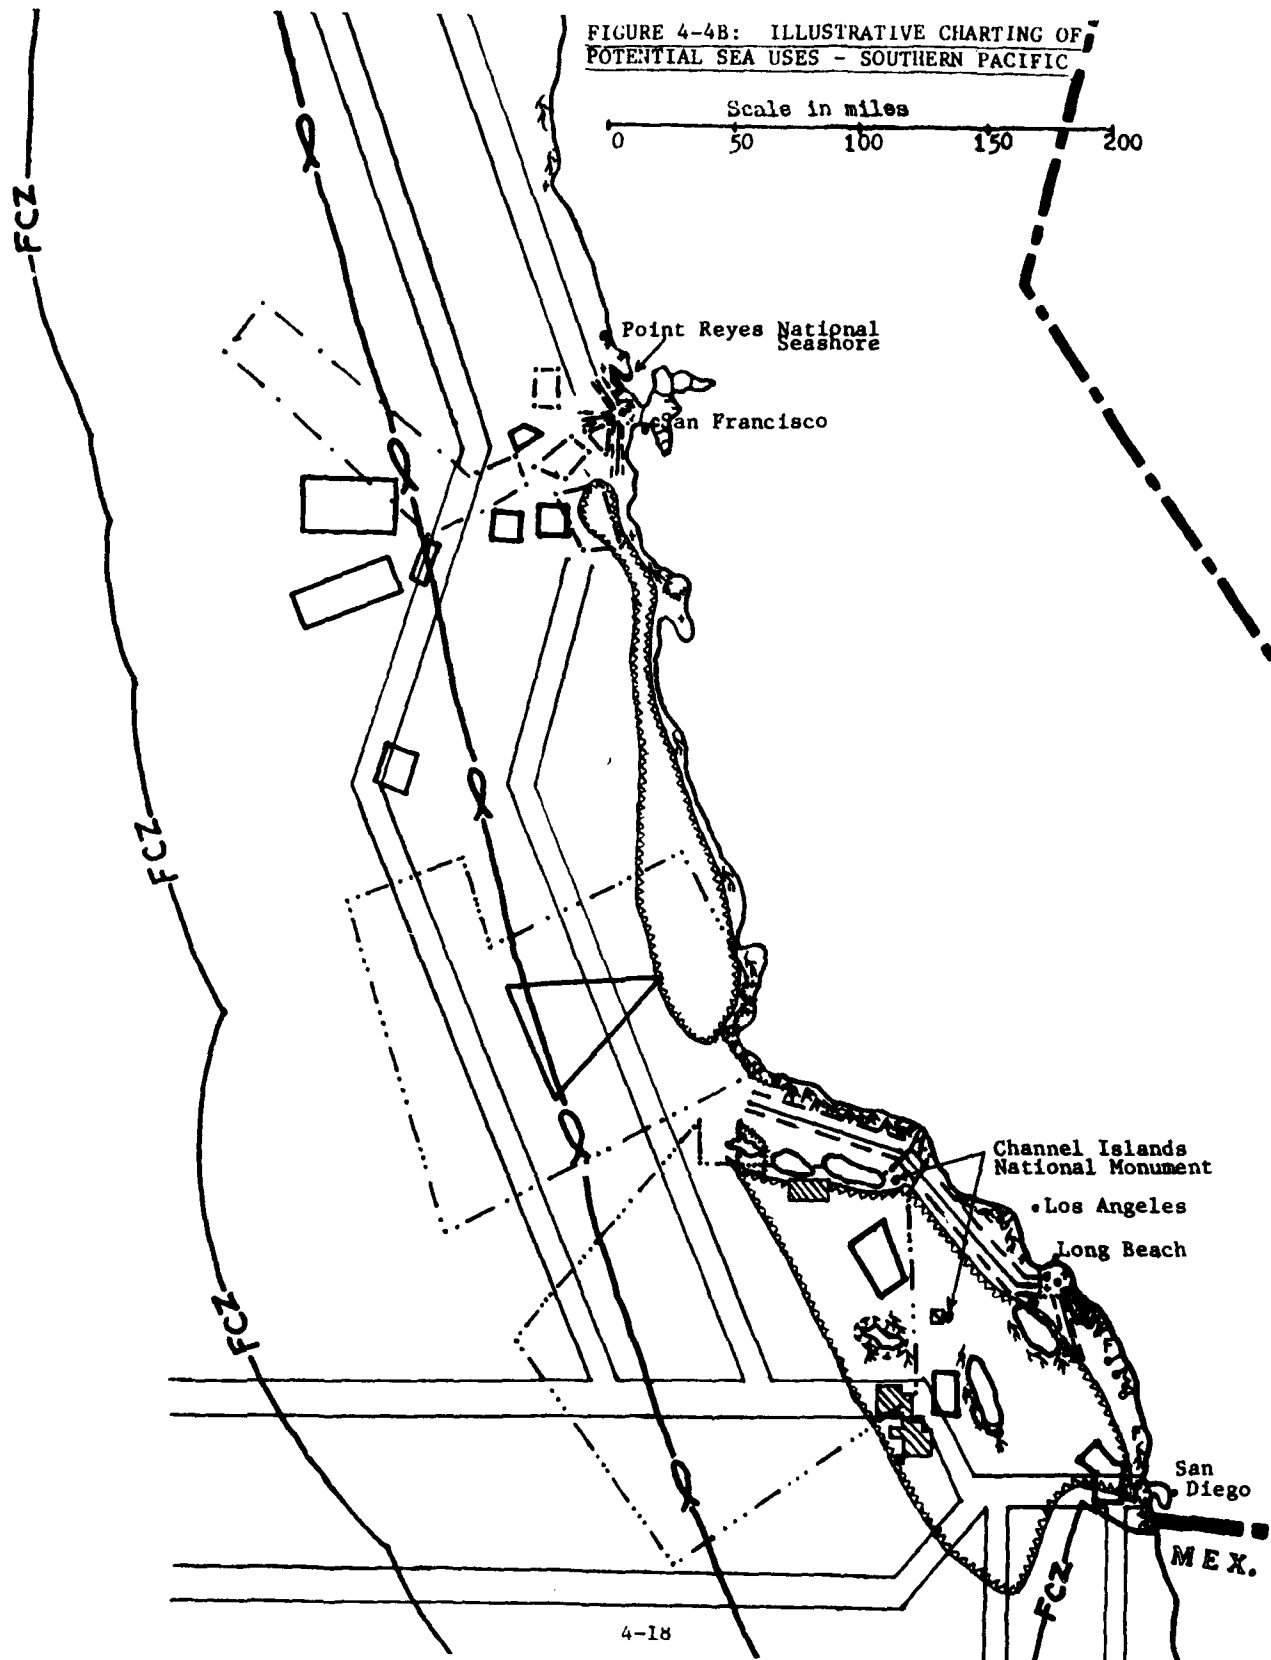 FIGURE 4-4B: ILLUSTRATIVE CHARTING OF
POTENTIAL SEA USES - SOUTHERN PACIFIC
Scale in miles
0 50 100 150 200
FCZ
Point Reyes National
Seashore
San Francisco
FCZ
Channel Islands
National Monument
Los Angeles
Long Beach
FCZ
San
Diego
MEX.
FCZ
4-18